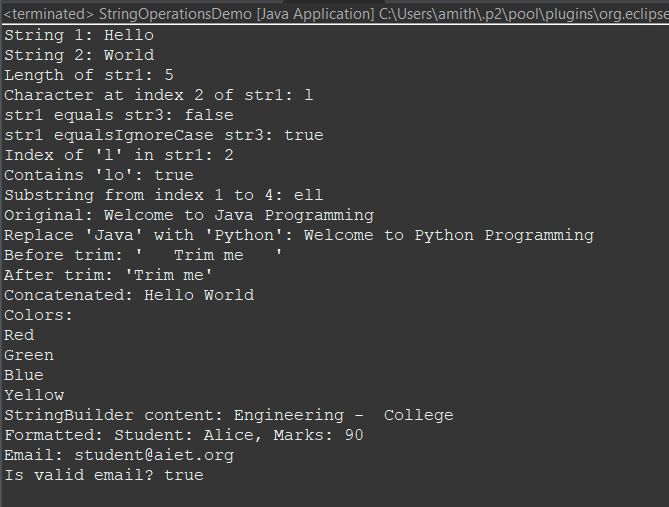 <terminated> StringOperationsDemo [Java Application] C:\Users\amith\.p2\pool\plugins\org.eclipse
String 1: Hello
String 2: World
Length of str1: 5
Character at index 2 of str1: l
str1 equals str3: false
str1 equalsIgnoreCase str3: true
Index of 'l' in str1: 2
Contains 'lo': true
Substring from index 1 to 4: ell
Original: Welcome to Java Programming
Replace 'Java' with 'Python': Welcome to Python Programming
Before trim: '   Trim me   '
After trim: 'Trim me'
Concatenated: Hello World
Colors:
Red
Green
Blue
Yellow
StringBuilder content: Engineering -  College
Formatted: Student: Alice, Marks: 90
Email: student@aiet.org
Is valid email? true